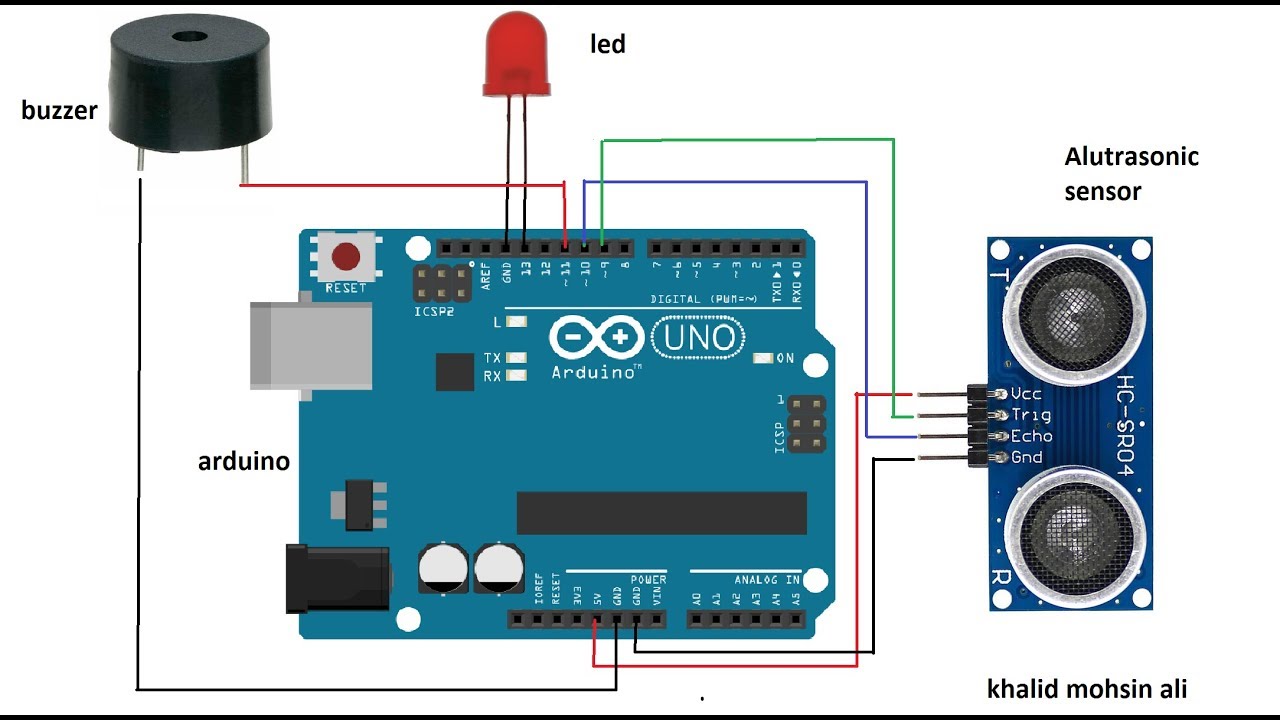 led
buzzer
Alutrasonic
sensor
RESET
ICSP2
AREF
GND
13
12
~11
~10
~9
8
7
~6
~5
4
~3
2
TX0 ▶ 1
RX0 ◀ 0
DIGITAL (PWM=~)
L
TX
RX
UNO
Arduino™
ON
1
ICSP
T
HC-SR04
Vcc
Trig
Echo
Gnd
R
arduino
POWER
ANALOG IN
IOREF
RESET
3V3
5V
GND
GND
VIN
A0
A1
A2
A3
A4
A5
khalid mohsin ali